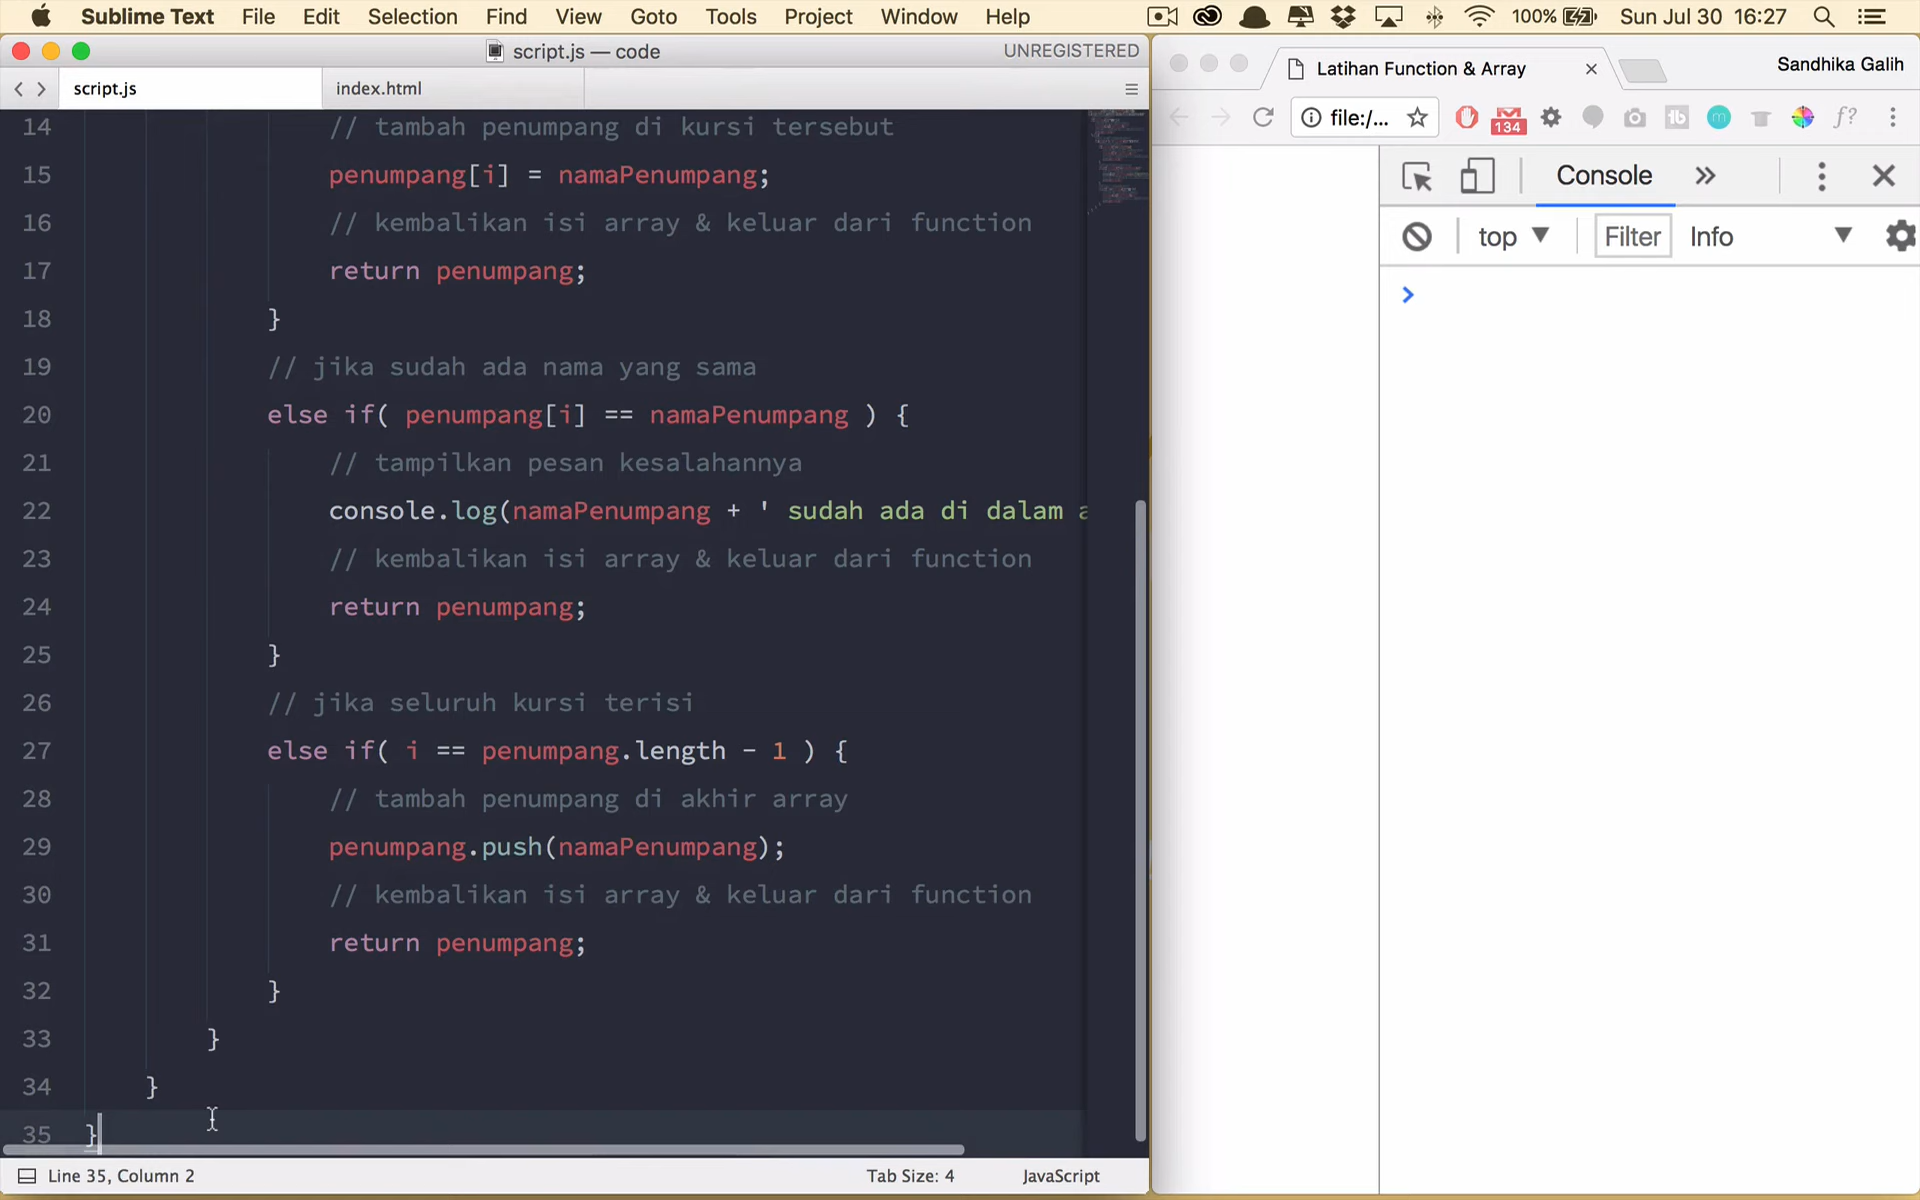 Sublime Text File Edit Selection Find View Goto Tools Project Window Help 100% Sun Jul 30 16:27
script.js — code UNREGISTERED
script.js index.html
14 // tambah penumpang di kursi tersebut
15 penumpang[i] = namaPenumpang;
16 // kembalikan isi array & keluar dari function
17 return penumpang;
18 }
19 // jika sudah ada nama yang sama
20 else if( penumpang[i] == namaPenumpang ) {
21 // tampilkan pesan kesalahannya
22 console.log(namaPenumpang + ' sudah ada di dalam a
23 // kembalikan isi array & keluar dari function
24 return penumpang;
25 }
26 // jika seluruh kursi terisi
27 else if( i == penumpang.length - 1 ) {
28 // tambah penumpang di akhir array
29 penumpang.push(namaPenumpang);
30 // kembalikan isi array & keluar dari function
31 return penumpang;
32 }
33 }
34 }
35 }
Line 35, Column 2 Tab Size: 4 JavaScript
Latihan Function & Array Sandhika Galih
file:/... 134 tb m f?
Console
top Filter Info